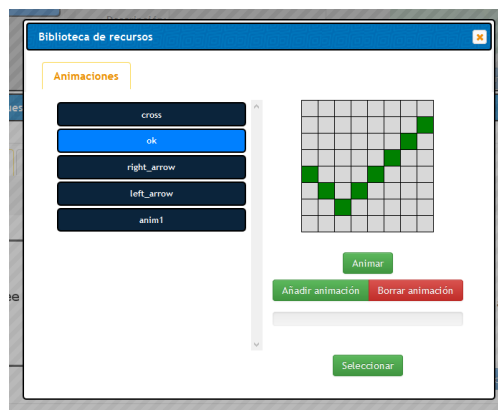 Biblioteca de recursos
Animaciones
cross
ok
right_arrow
left_arrow
anim1
Animar
Añadir animación
Borrar animación
Seleccionar